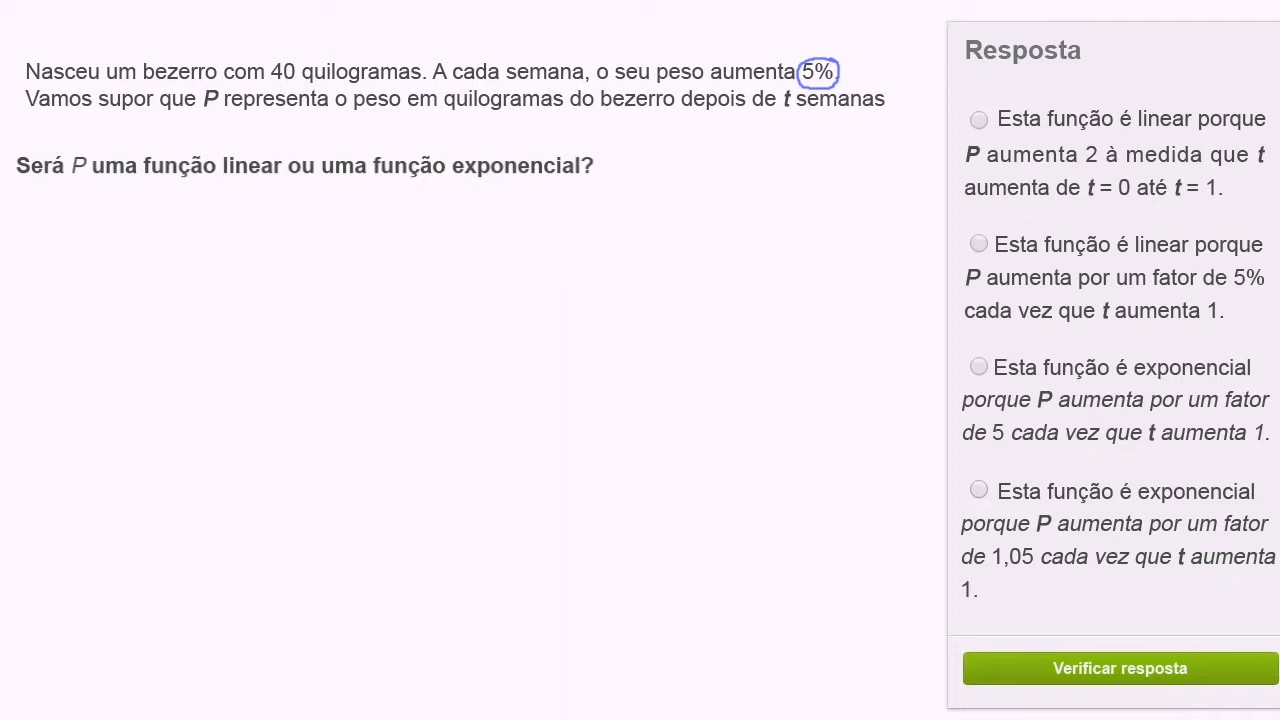 Nasceu um bezerro com 40 quilogramas. A cada semana, o seu peso aumenta 5%.
Vamos supor que P representa o peso em quilogramas do bezerro depois de t semanas
Será P uma função linear ou uma função exponencial?
Resposta
Esta função é linear porque
P aumenta 2 à medida que t
aumenta de t = 0 até t = 1.
Esta função é linear porque
P aumenta por um fator de 5%
cada vez que t aumenta 1.
Esta função é exponencial
porque P aumenta por um fator
de 5 cada vez que t aumenta 1.
Esta função é exponencial
porque P aumenta por um fator
de 1,05 cada vez que t aumenta
1.
Verificar resposta